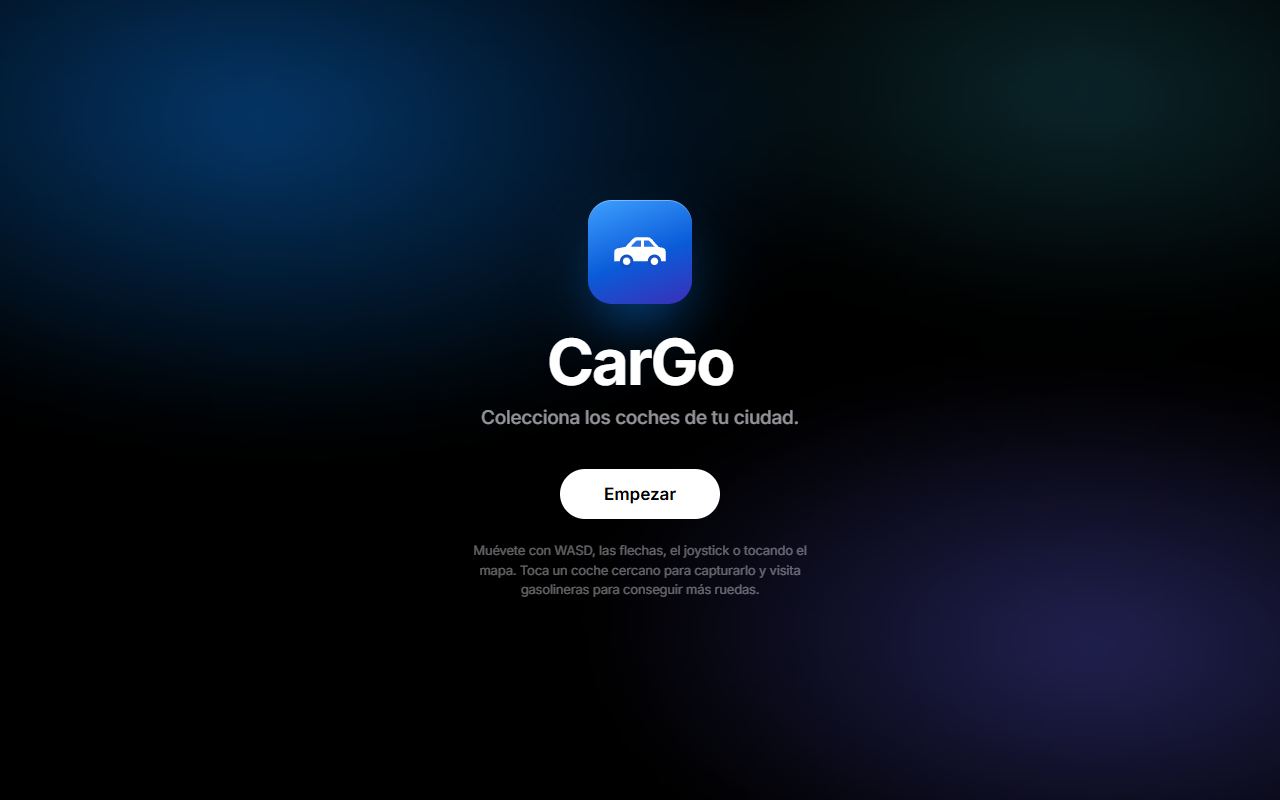 CarGo
Colecciona los coches de tu ciudad.
Empezar
Muévete con WASD, las flechas, el joystick o tocando el
mapa. Toca un coche cercano para capturarlo y visita
gasolineras para conseguir más ruedas.